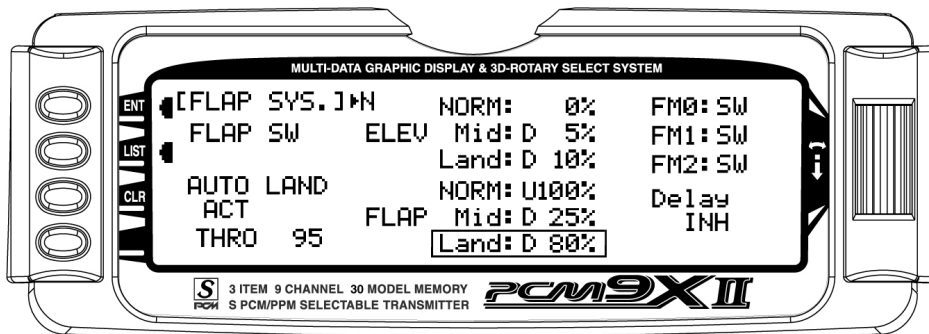 MULTI-DATA GRAPHIC DISPLAY & 3D-ROTARY SELECT SYSTEM
ENT
LIST
CLR
[FLAP SYS.]▸N
FLAP SW
AUTO LAND
ACT
THRO 95
ELEV
NORM: 0%
Mid: D 5%
Land: D 10%
FLAP
NORM: U100%
Mid: D 25%
Land: D 80%
FM0: SW
FM1: SW
FM2: SW
Delay
INH
S PCM
3 ITEM 9 CHANNEL 30 MODEL MEMORY
S PCM/PPM SELECTABLE TRANSMITTER
PCM9XII